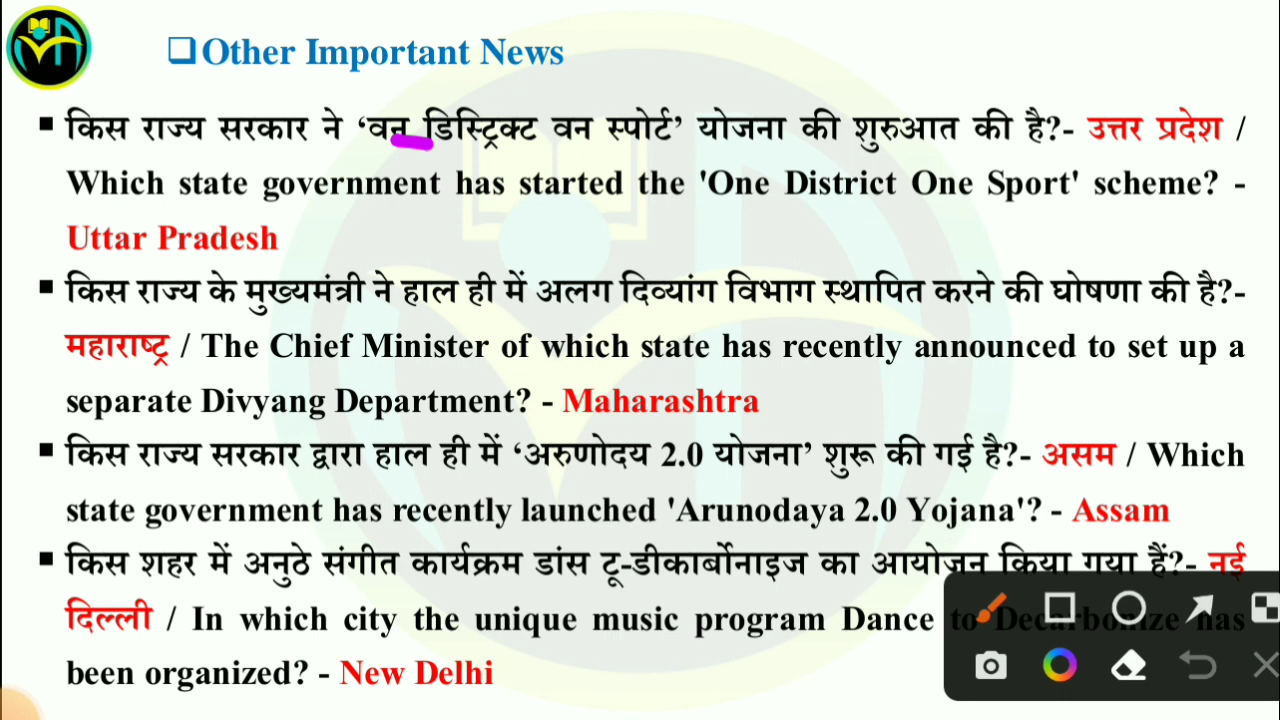 Other Important News
किस राज्य सरकार ने ‘वन डिस्ट्रिक्ट वन स्पोर्ट’ योजना की शुरुआत की है?- उत्तर प्रदेश /
Which state government has started the 'One District One Sport' scheme? -
Uttar Pradesh
किस राज्य के मुख्यमंत्री ने हाल ही में अलग दिव्यांग विभाग स्थापित करने की घोषणा की है?-
महाराष्ट्र / The Chief Minister of which state has recently announced to set up a
separate Divyang Department? - Maharashtra
किस राज्य सरकार द्वारा हाल ही में ‘अरुणोदय 2.0 योजना’ शुरू की गई है?- असम / Which
state government has recently launched 'Arunodaya 2.0 Yojana'? - Assam
किस शहर में अनुठे संगीत कार्यक्रम डांस टू-डीकार्बोनाइज का आयोजन किया गया हैं?- नई
दिल्ली / In which city the unique music program Dance to Decarbonize has
been organized? - New Delhi